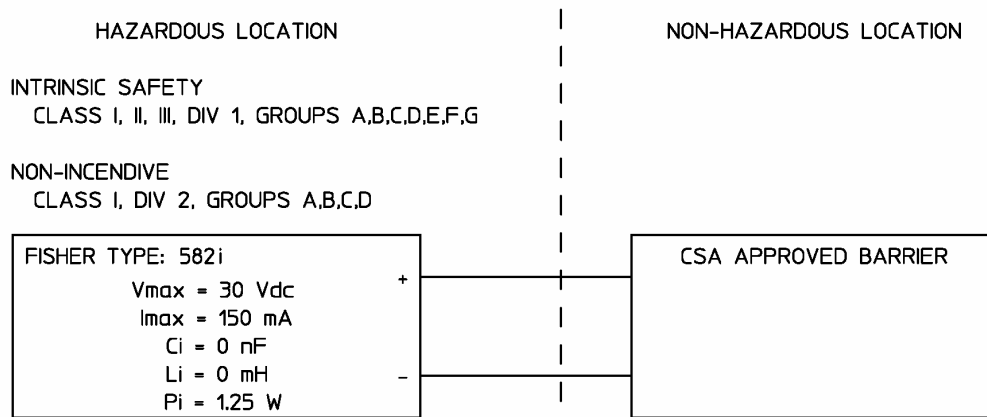 HAZARDOUS LOCATION
NON-HAZARDOUS LOCATION
INTRINSIC SAFETY
CLASS I, II, III, DIV 1, GROUPS A,B,C,D,E,F,G
NON-INCENDIVE
CLASS I, DIV 2, GROUPS A,B,C,D
FISHER TYPE: 582i
Vmax = 30 Vdc
Imax = 150 mA
Ci = 0 nF
Li = 0 mH
Pi = 1.25 W
+
-
CSA APPROVED BARRIER